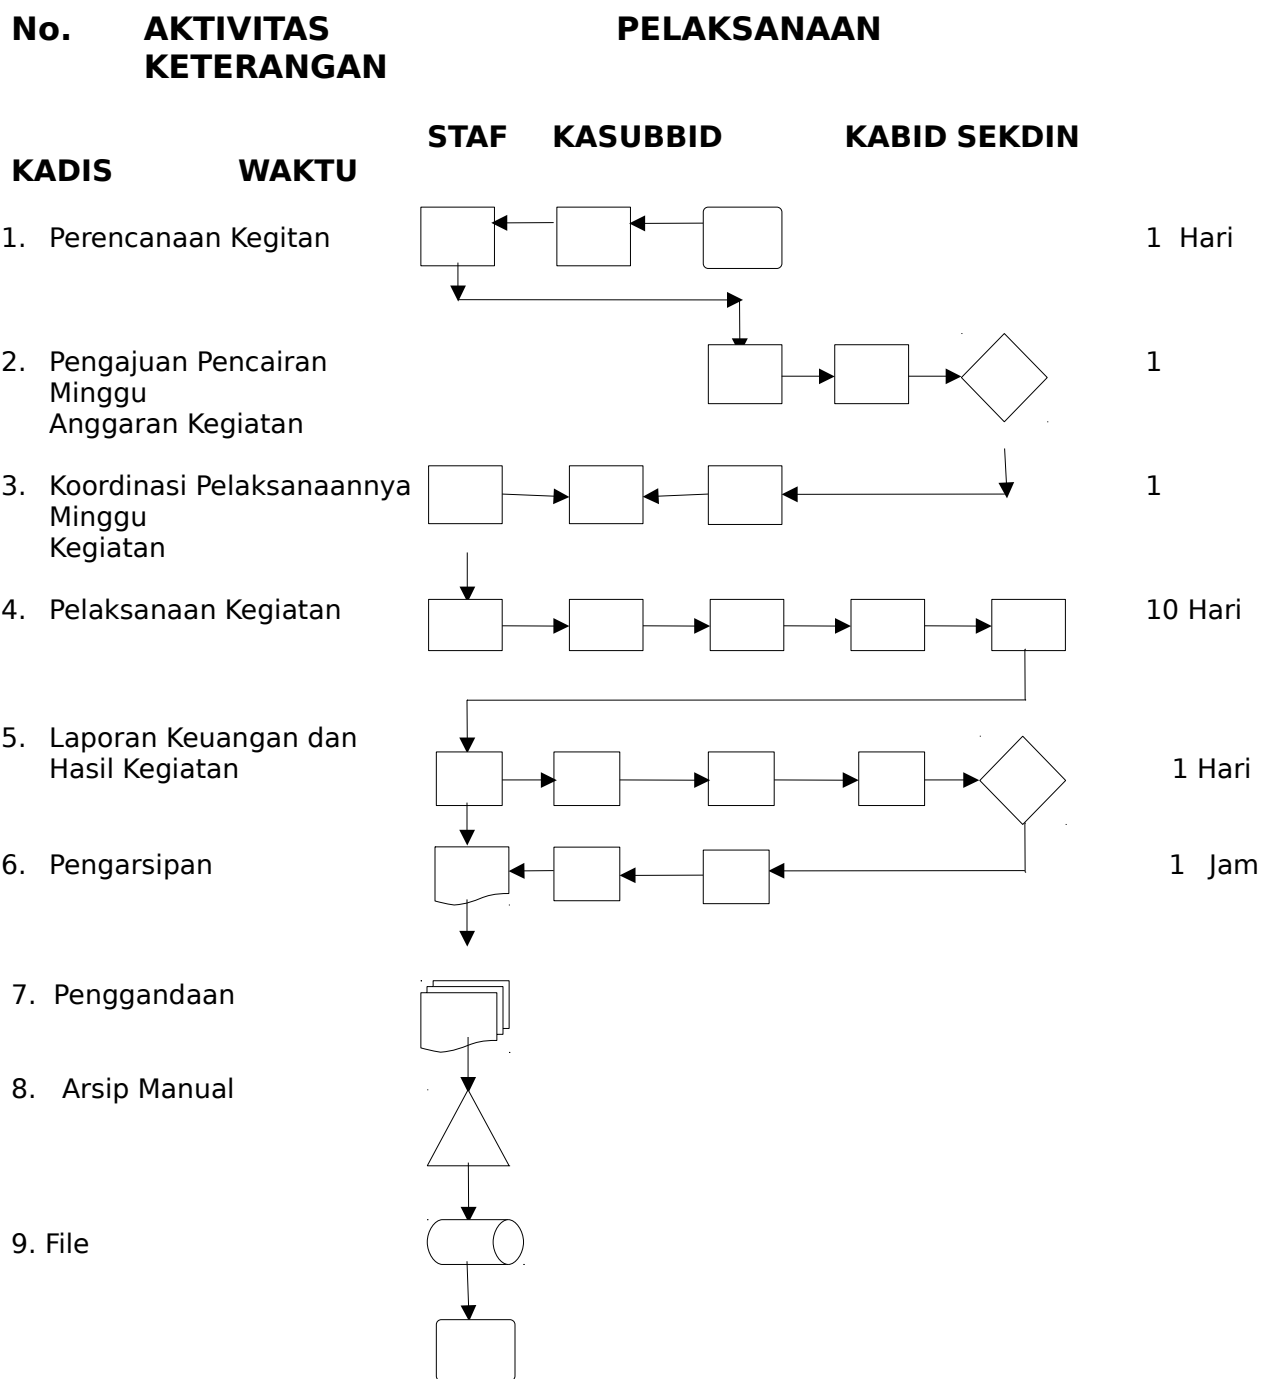 No. AKTIVITAS PELAKSANAAN
KETERANGAN
STAF KASUBBID KABID SEKDIN
KADIS WAKTU
1. Perencanaan Kegitan 1 Hari
2. Pengajuan Pencairan 1
Minggu
Anggaran Kegiatan
3. Koordinasi Pelaksanaannya 1
Minggu
Kegiatan
4. Pelaksanaan Kegiatan 10 Hari
5. Laporan Keuangan dan
Hasil Kegiatan 1 Hari
6. Pengarsipan 1 Jam
7. Penggandaan
8. Arsip Manual
9. File